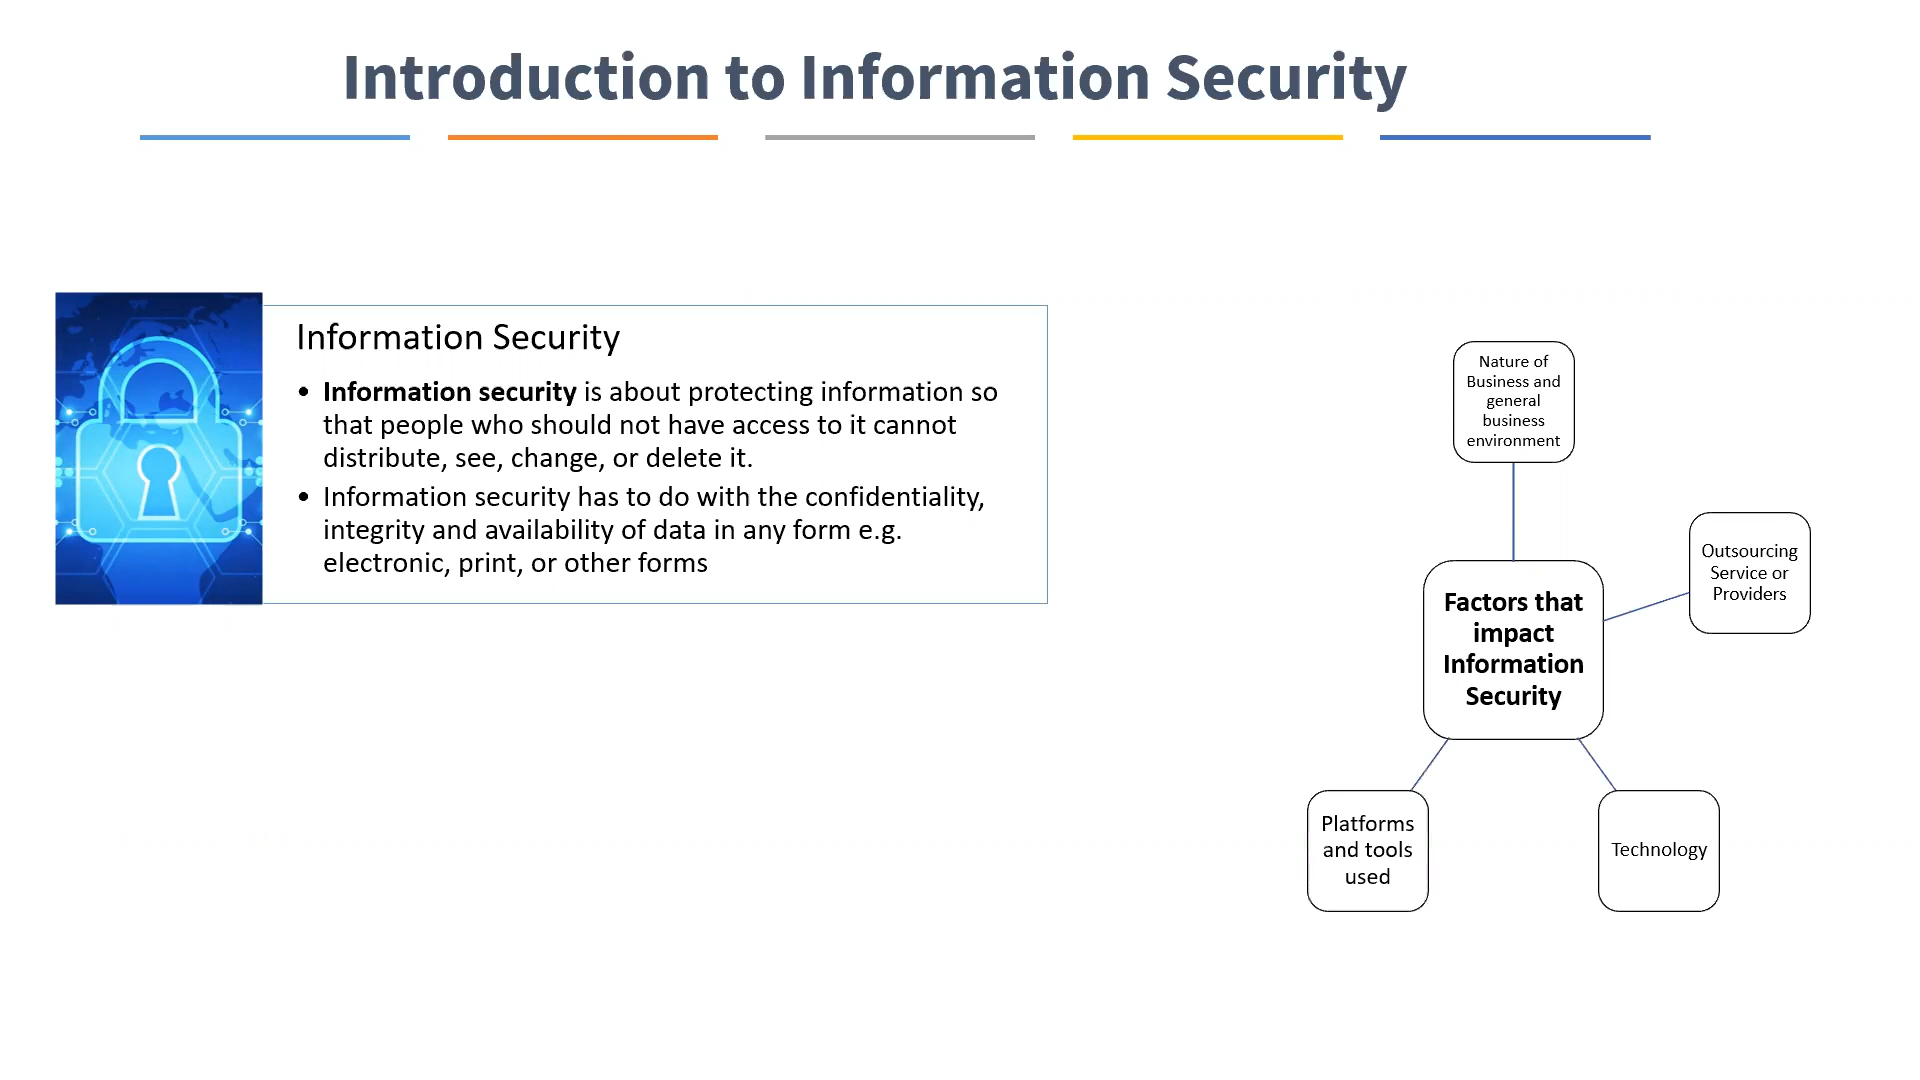 Introduction to Information Security
Information Security
• Information security is about protecting information so
that people who should not have access to it cannot
distribute, see, change, or delete it.
• Information security has to do with the confidentiality,
integrity and availability of data in any form e.g.
electronic, print, or other forms
Nature of
Business and
general
business
environment
Outsourcing
Service or
Providers
Factors that
impact
Information
Security
Platforms
and tools
used
Technology